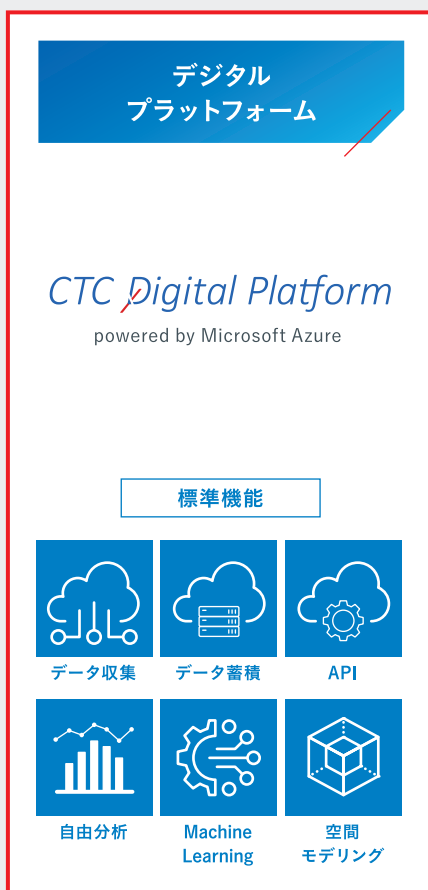 デジタル
プラットフォーム
CTC Digital Platform
powered by Microsoft Azure
標準機能
データ収集
データ蓄積
API
自由分析
Machine
Learning
空間
モデリング